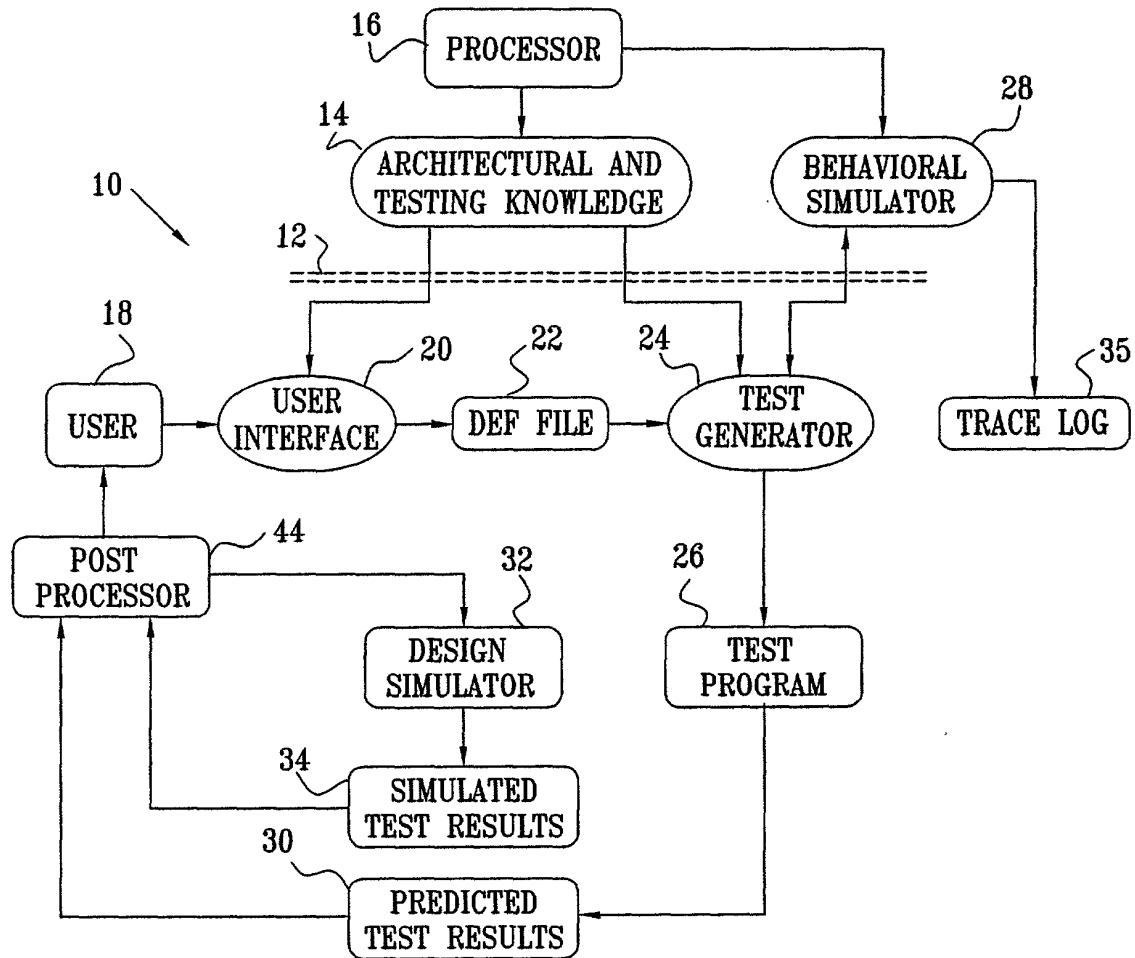 16
PROCESSOR
14
28
ARCHITECTURAL AND
TESTING KNOWLEDGE
BEHAVIORAL
SIMULATOR
10
12
18
20
22
24
35
USER
USER
INTERFACE
DEF FILE
TEST
GENERATOR
TRACE LOG
44
POST
PROCESSOR
32
26
DESIGN
SIMULATOR
TEST
PROGRAM
34
SIMULATED
TEST RESULTS
30
PREDICTED
TEST RESULTS